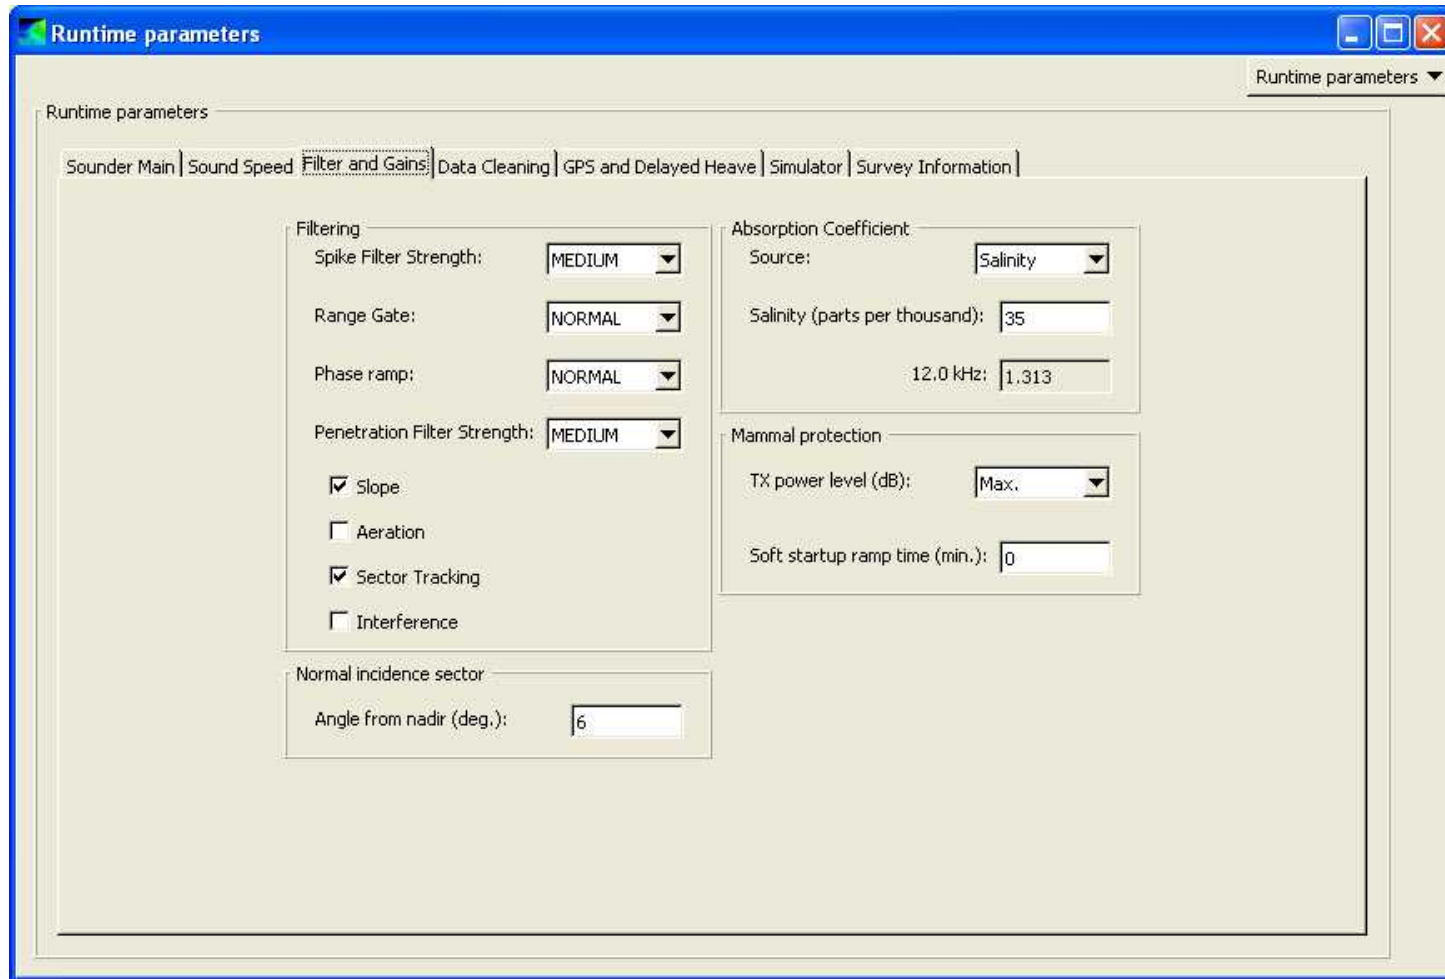 Runtime parameters
Runtime parameters
Runtime parameters
Sounder Main Sound Speed Filter and Gains Data Cleaning GPS and Delayed Heave Simulator Survey Information
Filtering
Spike Filter Strength: MEDIUM
Range Gate: NORMAL
Phase ramp: NORMAL
Penetration Filter Strength: MEDIUM
Slope
Aeration
Sector Tracking
Interference
Normal incidence sector
Angle from nadir (deg.): 6
Absorption Coefficient
Source: Salinity
Salinity (parts per thousand): 35
12.0 kHz: 1.313
Mammal protection
TX power level (dB): Max.
Soft startup ramp time (min.): 0